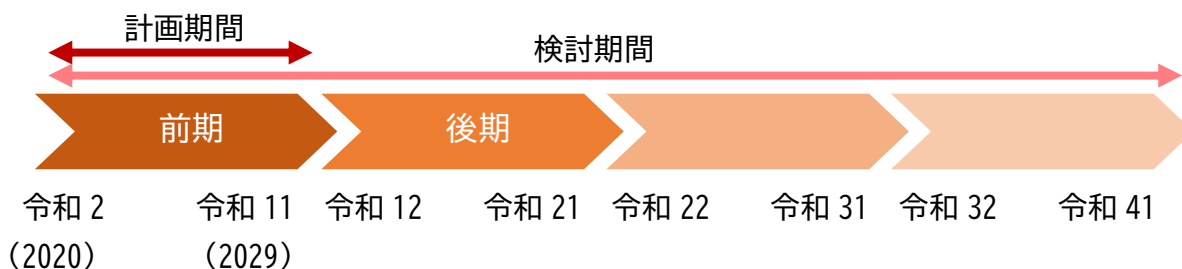 計画期間
検討期間
前期 後期
令和 2 令和 11 令和 12 令和 21 令和 22 令和 31 令和 32 令和 41
（2020） （2029）